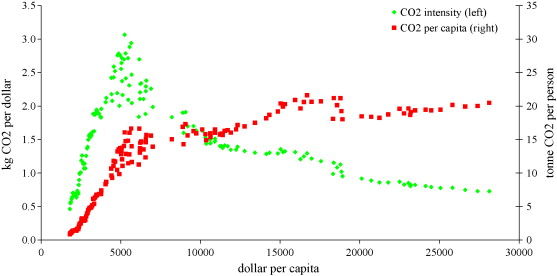 CO2 intensity (left)
CO2 per capita (right)
3.5
3.0
2.5
2.0
1.5
1.0
0.5
0.0
kg CO2 per dollar
35
30
25
20
15
10
5
0
tonne CO2 per person
0 5000 10000 15000 20000 25000 30000
dollar per capita